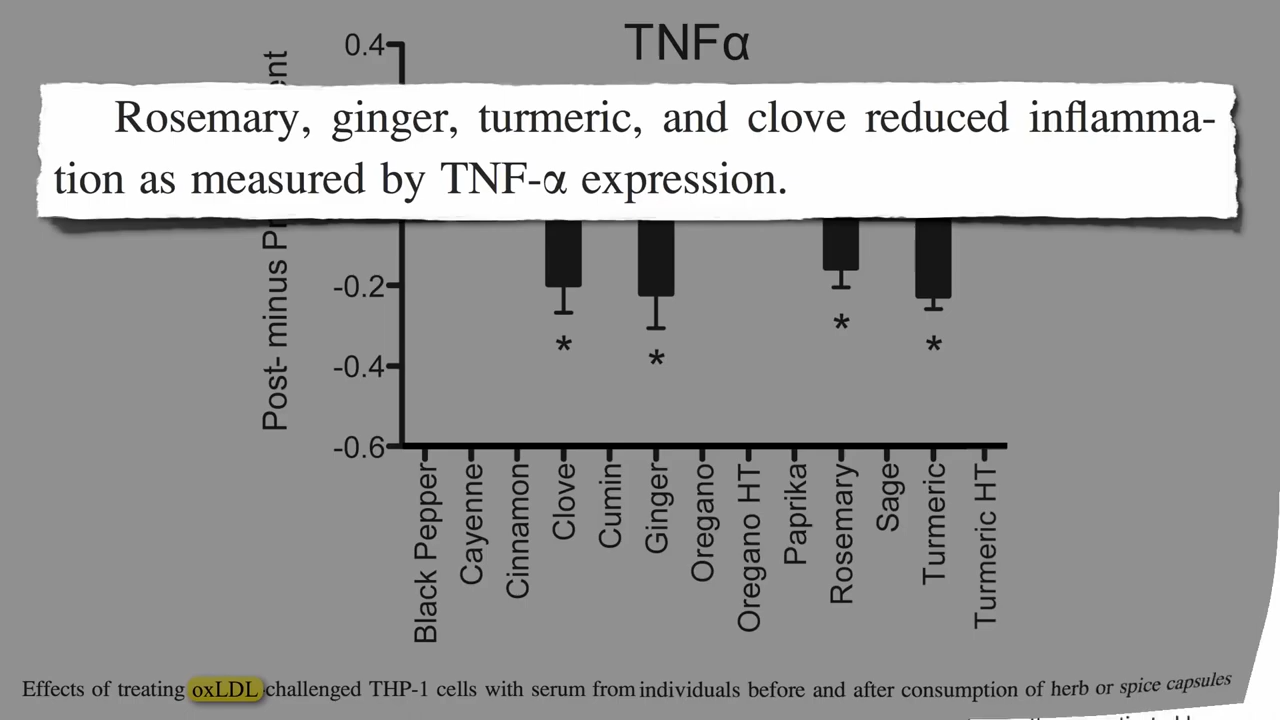 TNFα
0.4
Rosemary, ginger, turmeric, and clove reduced inflamma-
tion as measured by TNF-α expression.
Post- minus Pr
ent
-0.2
-0.4
-0.6
*
*
*
*
Black Pepper
Cayenne
Cinnamon
Clove
Cumin
Ginger
Oregano
Oregano HT
Paprika
Rosemary
Sage
Turmeric
Turmeric HT
Effects of treating oxLDL challenged THP-1 cells with serum from individuals before and after consumption of herb or spice capsules